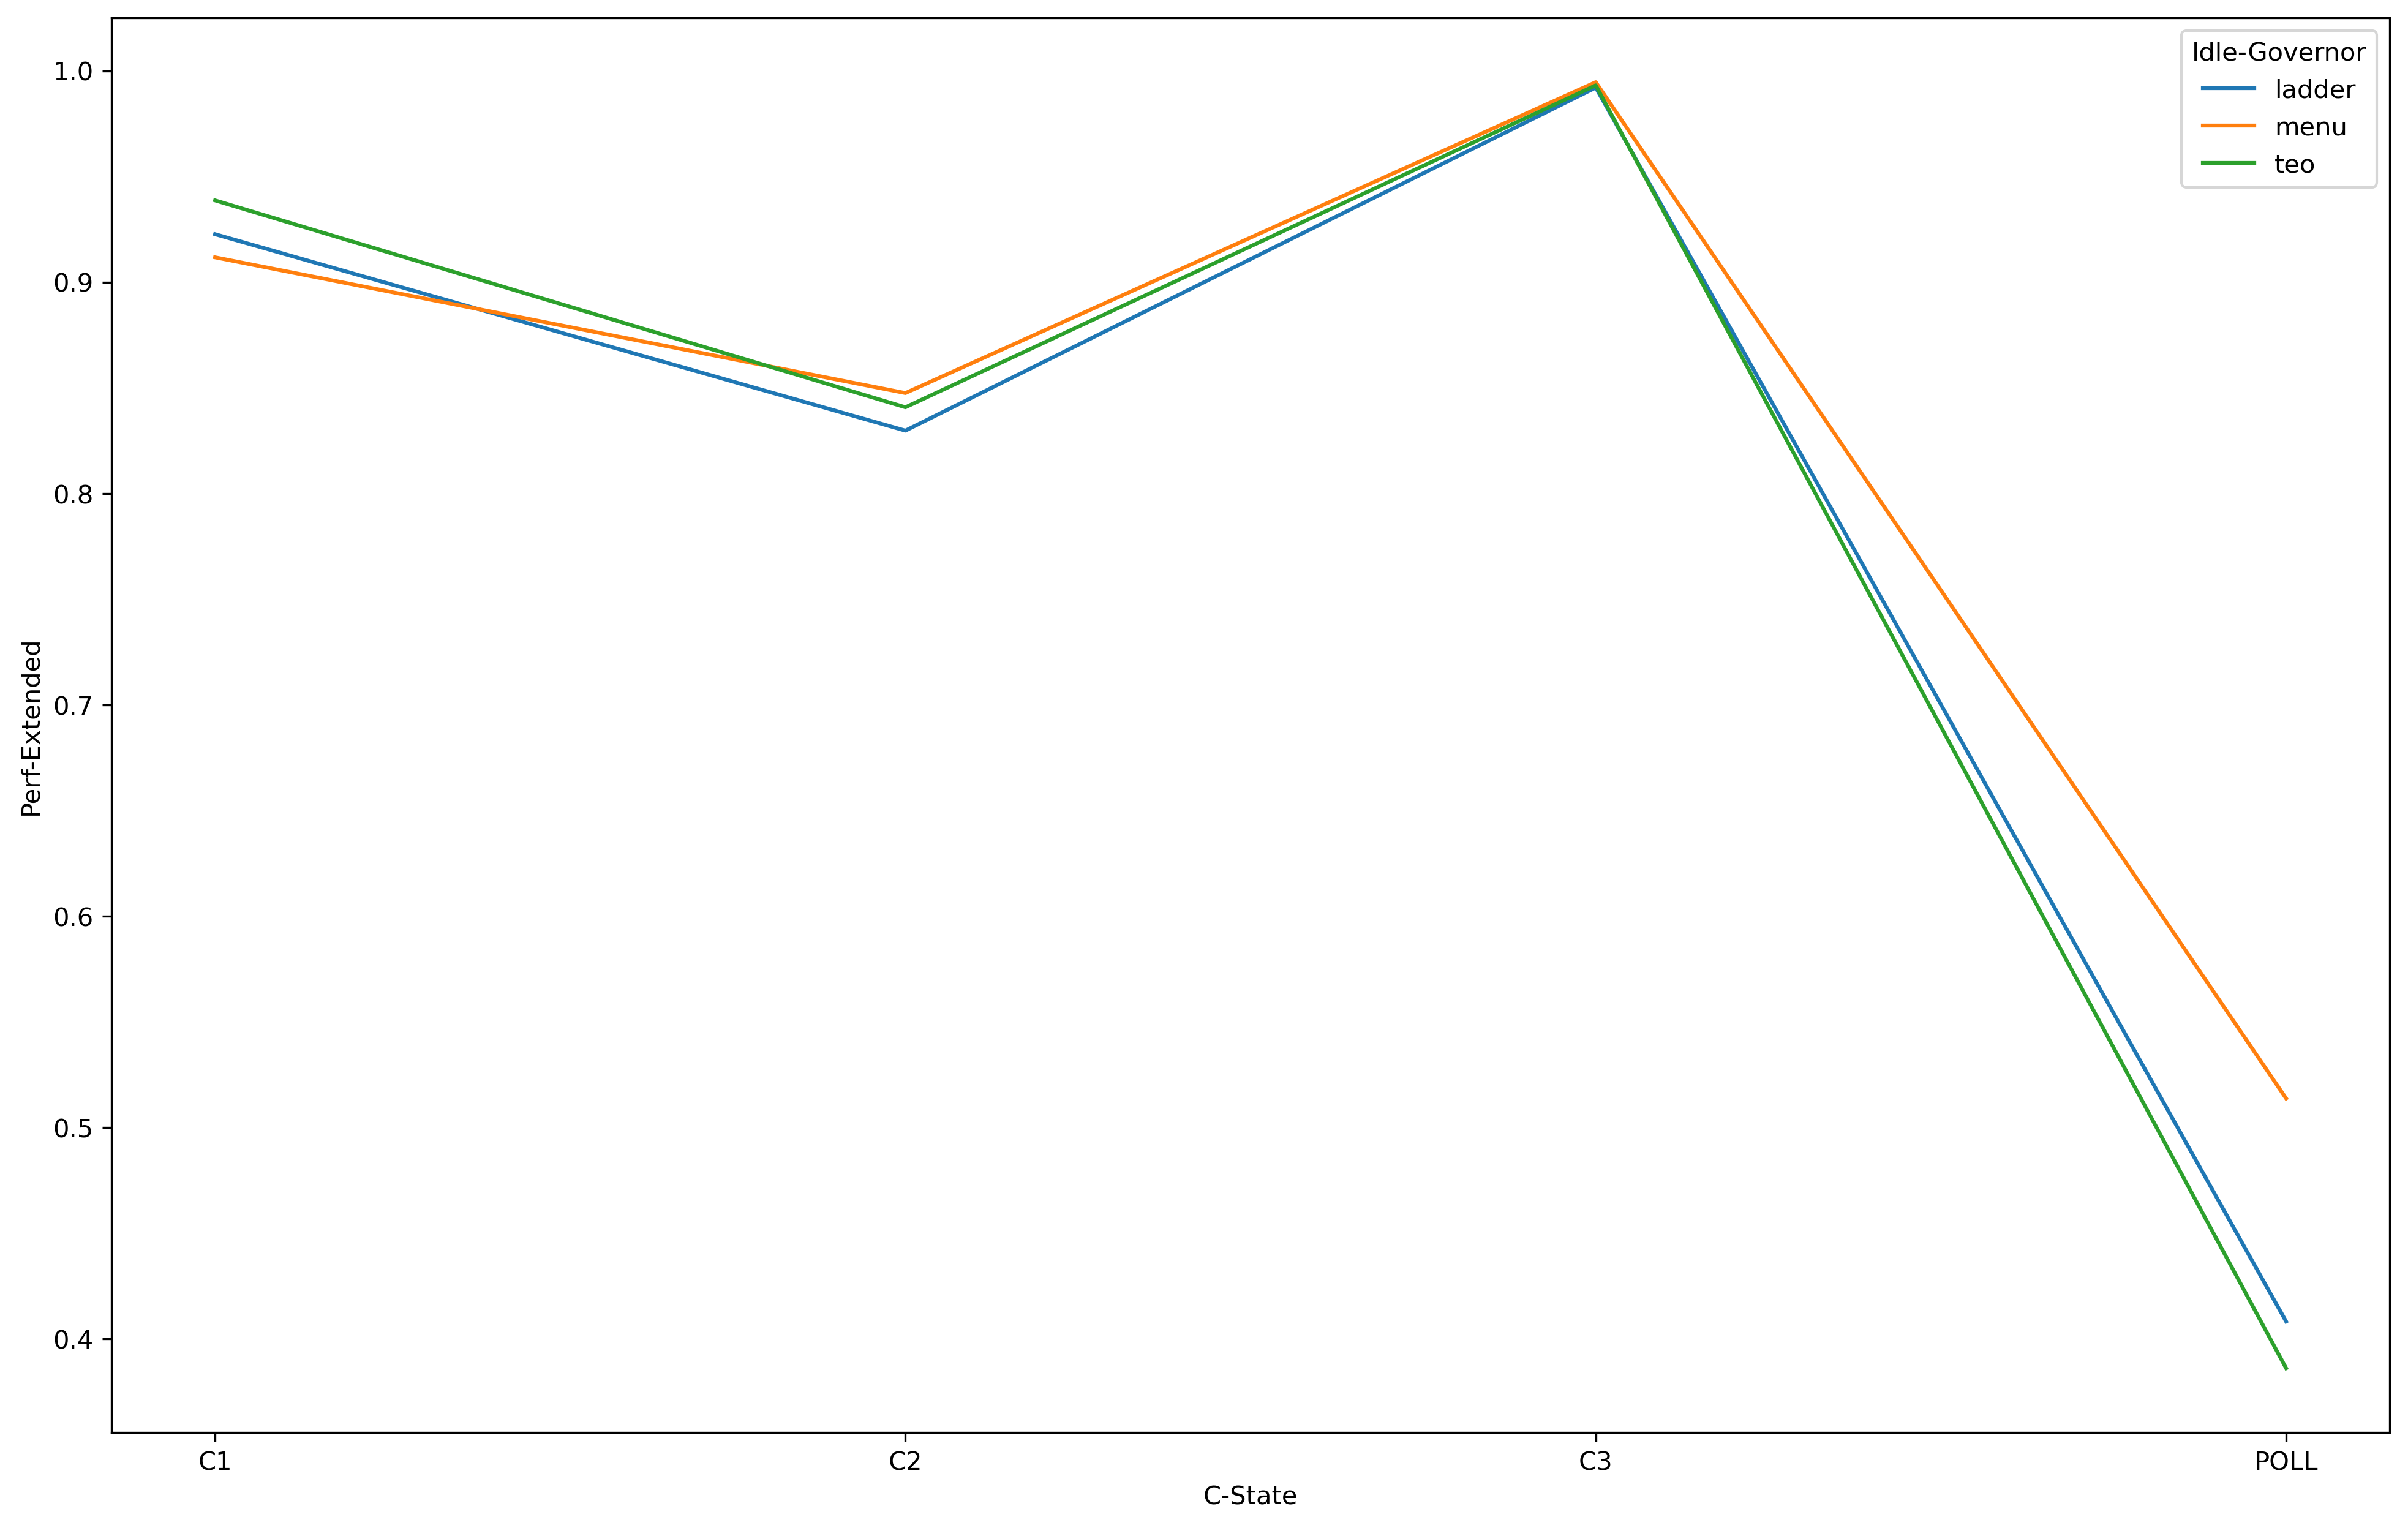 Idle-Governor
ladder
menu
teo
1.0
0.9
0.8
0.7
0.6
0.5
0.4
Perf-Extended
C1
C2
C3
POLL
C-State